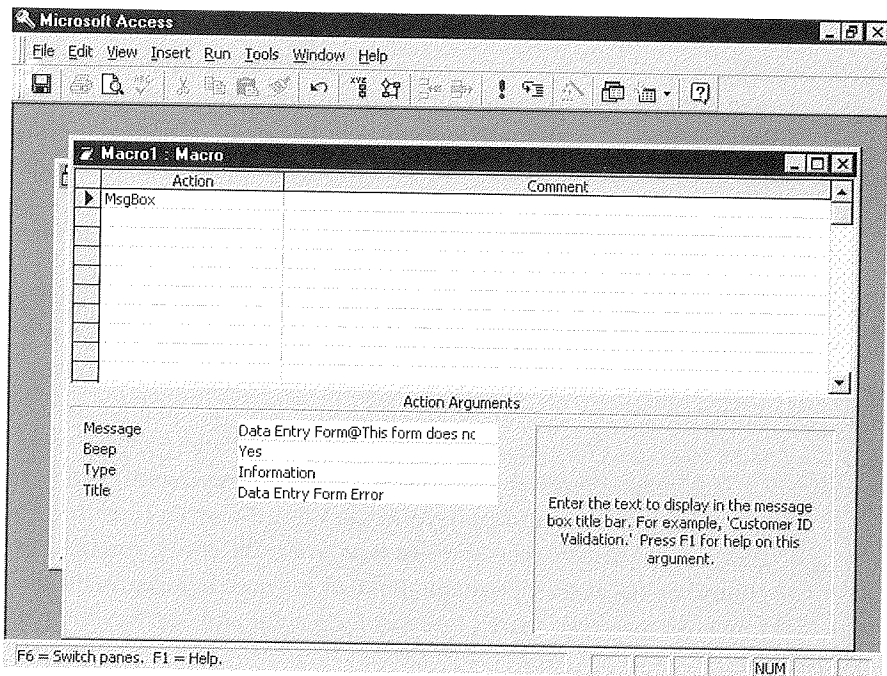 Microsoft Access
File Edit View Insert Run Tools Window Help
Macro1 : Macro
Action Comment
MsgBox
Action Arguments
Message Data Entry Form@This form does nc
Beep Yes
Type Information
Title Data Entry Form Error
Enter the text to display in the message
box title bar. For example, 'Customer ID
Validation.' Press F1 for help on this
argument.
F6 = Switch panes. F1 = Help.
NUM